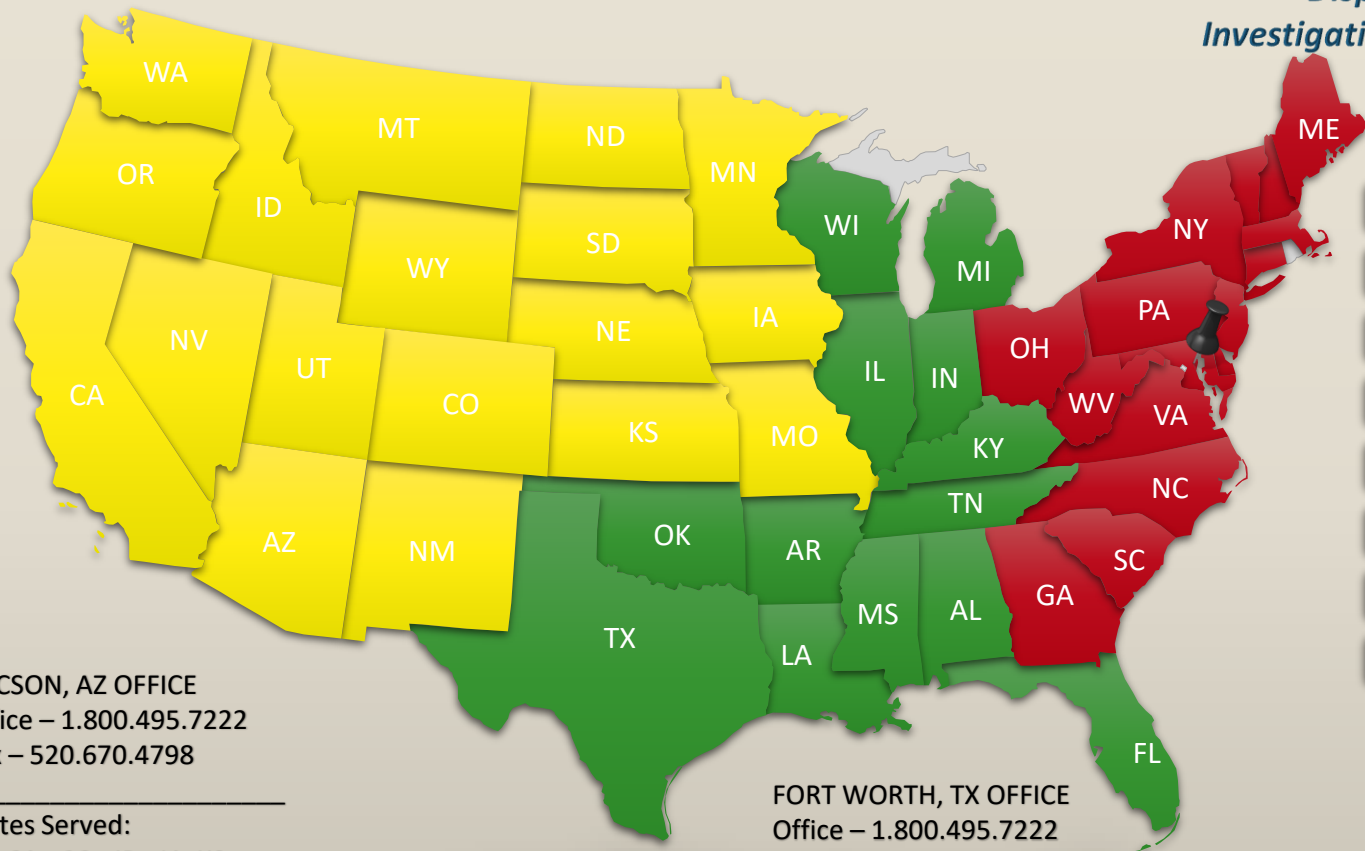 Investigati
WA
MT
ND
MN
ME
OR
ID
SD
WI
MI
NY
WY
IA
PA
NV
NE
OH
UT
IL
IN
CA
CO
KS
MO
WV
VA
KY
NC
TN
AZ
NM
OK
AR
SC
GA
MS
AL
TX
LA
FL
CSON, AZ OFFICE
ice – 1.800.495.7222
– 520.670.4798
tes Served:
FORT WORTH, TX OFFICE
Office – 1.800.495.7222